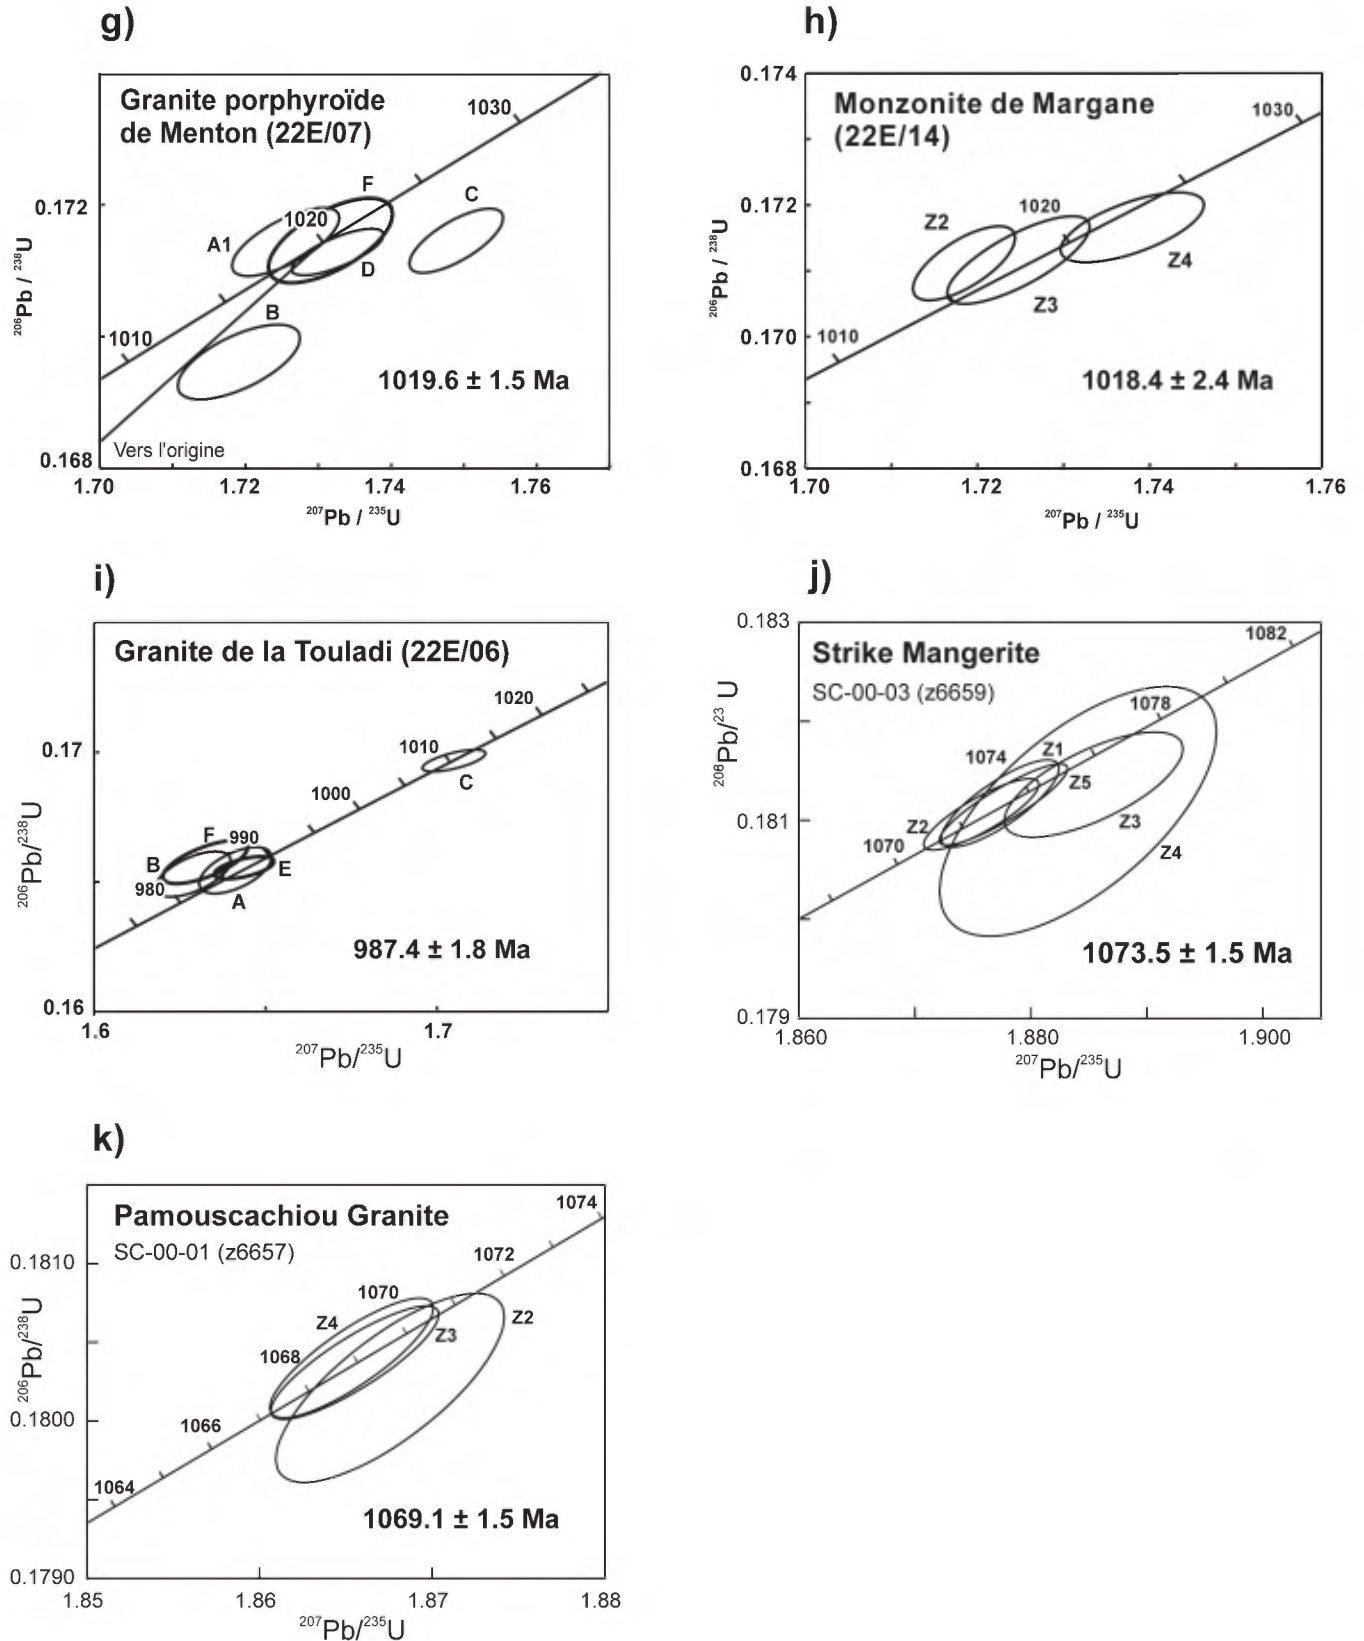 g)
Granite porphyroïde
de Menton (22E/07)
1030
F
C
0.172
1020
A1
D
B
1010
1019.6 ± 1.5 Ma
Vers l'origine
0.168
1.70
1.72
1.74
1.76
²⁰⁶Pb / ²³⁸U
²⁰⁷Pb / ²³⁵U
h)
0.174
Monzonite de Margane
(22E/14)
1030
0.172
Z2
1020
Z4
Z3
0.170
1010
1018.4 ± 2.4 Ma
0.168
1.70
1.72
1.74
1.76
²⁰⁶Pb / ²³⁸U
²⁰⁷Pb / ²³⁵U
i)
Granite de la Touladi (22E/06)
1020
0.17
1010
C
1000
F
990
B
E
980
A
987.4 ± 1.8 Ma
0.16
1.6
1.7
²⁰⁶Pb/²³⁸U
²⁰⁷Pb/²³⁵U
j)
0.183
1082
Strike Mangerite
SC-00-03 (z6659)
1078
1074
Z1
Z5
Z2
Z3
0.181
1070
Z4
1073.5 ± 1.5 Ma
0.179
1.860
1.880
1.900
²⁰⁶Pb/²³ U
²⁰⁷Pb/²³⁵U
k)
1074
Pamouscachiou Granite
SC-00-01 (z6657)
1072
0.1810
1070
Z4
Z2
Z3
1068
0.1800
1066
1064
1069.1 ± 1.5 Ma
0.1790
1.85
1.86
1.87
1.88
²⁰⁶Pb/²³⁸U
²⁰⁷Pb/²³⁵U